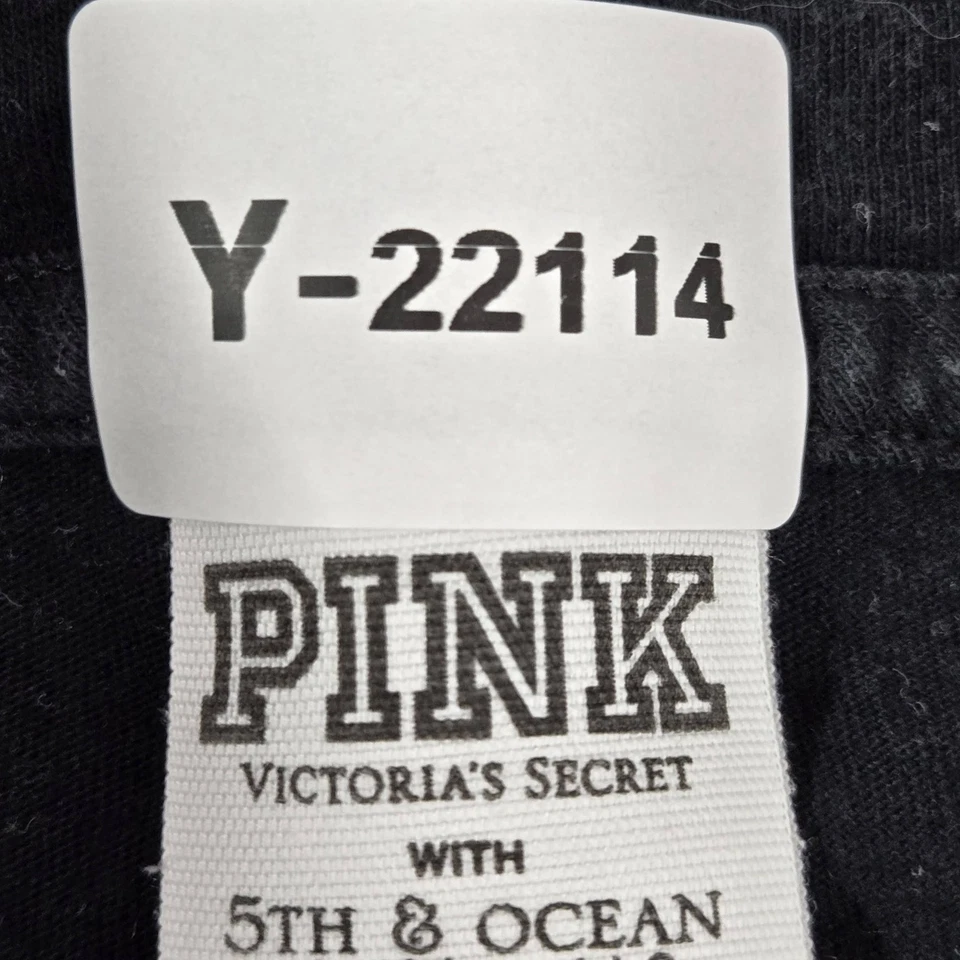 Y-22114
PINK
VICTORIA'S SECRET
WITH
5TH & OCEAN